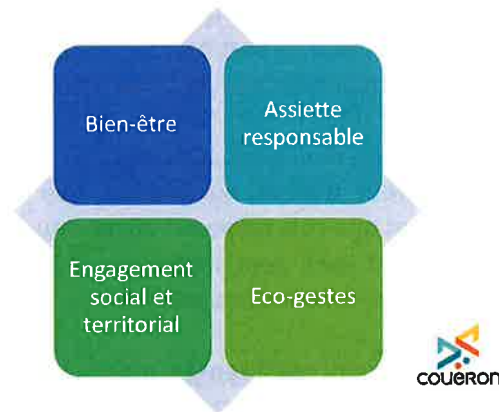 Bien-être
Assiette
responsable
Engagement
social et
territorial
Eco-gestes
COUERON